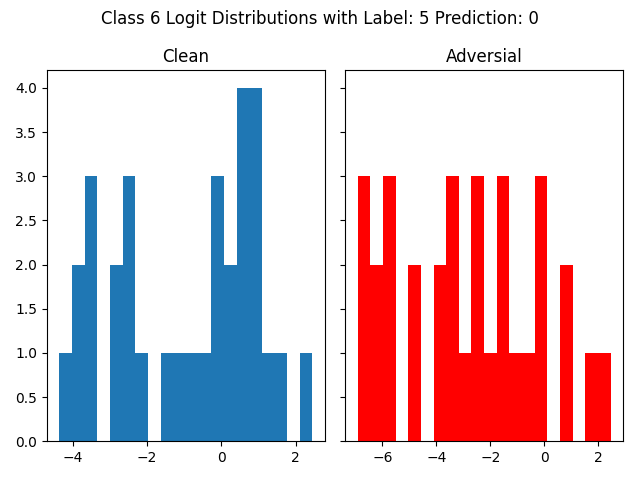 Class 6 Logit Distributions with Label: 5 Prediction: 0
Clean
Adversial
4.0
3.5
3.0
2.5
2.0
1.5
1.0
0.5
0.0
−4 −2 0 2
−6 −4 −2 0 2